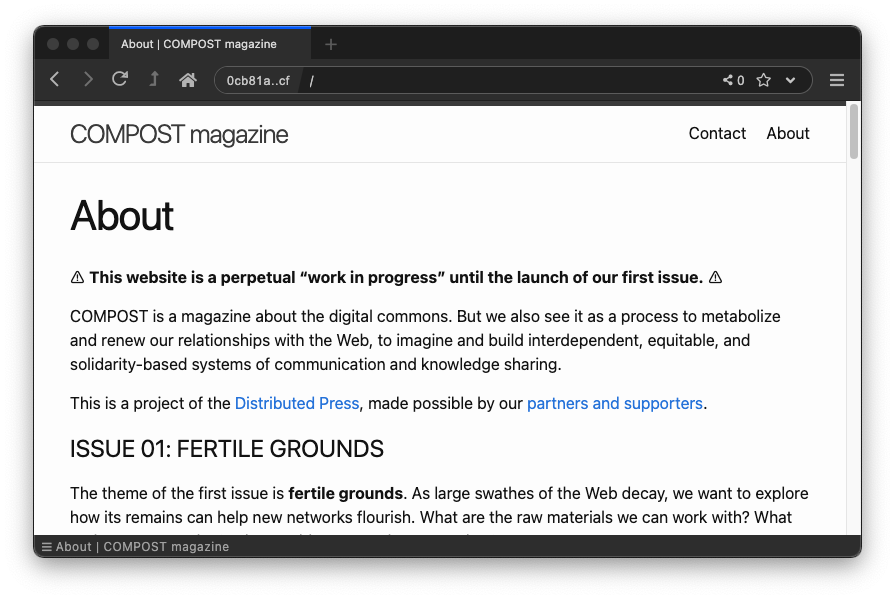 About | COMPOST magazine
0cb81a..cf
/
0
COMPOST magazine
Contact
About
About
⚠ This website is a perpetual “work in progress” until the launch of our first issue. ⚠
COMPOST is a magazine about the digital commons. But we also see it as a process to metabolize
and renew our relationships with the Web, to imagine and build interdependent, equitable, and
solidarity-based systems of communication and knowledge sharing.
This is a project of the Distributed Press, made possible by our partners and supporters.
ISSUE 01: FERTILE GROUNDS
The theme of the first issue is fertile grounds. As large swathes of the Web decay, we want to explore
how its remains can help new networks flourish. What are the raw materials we can work with? What
About | COMPOST magazine